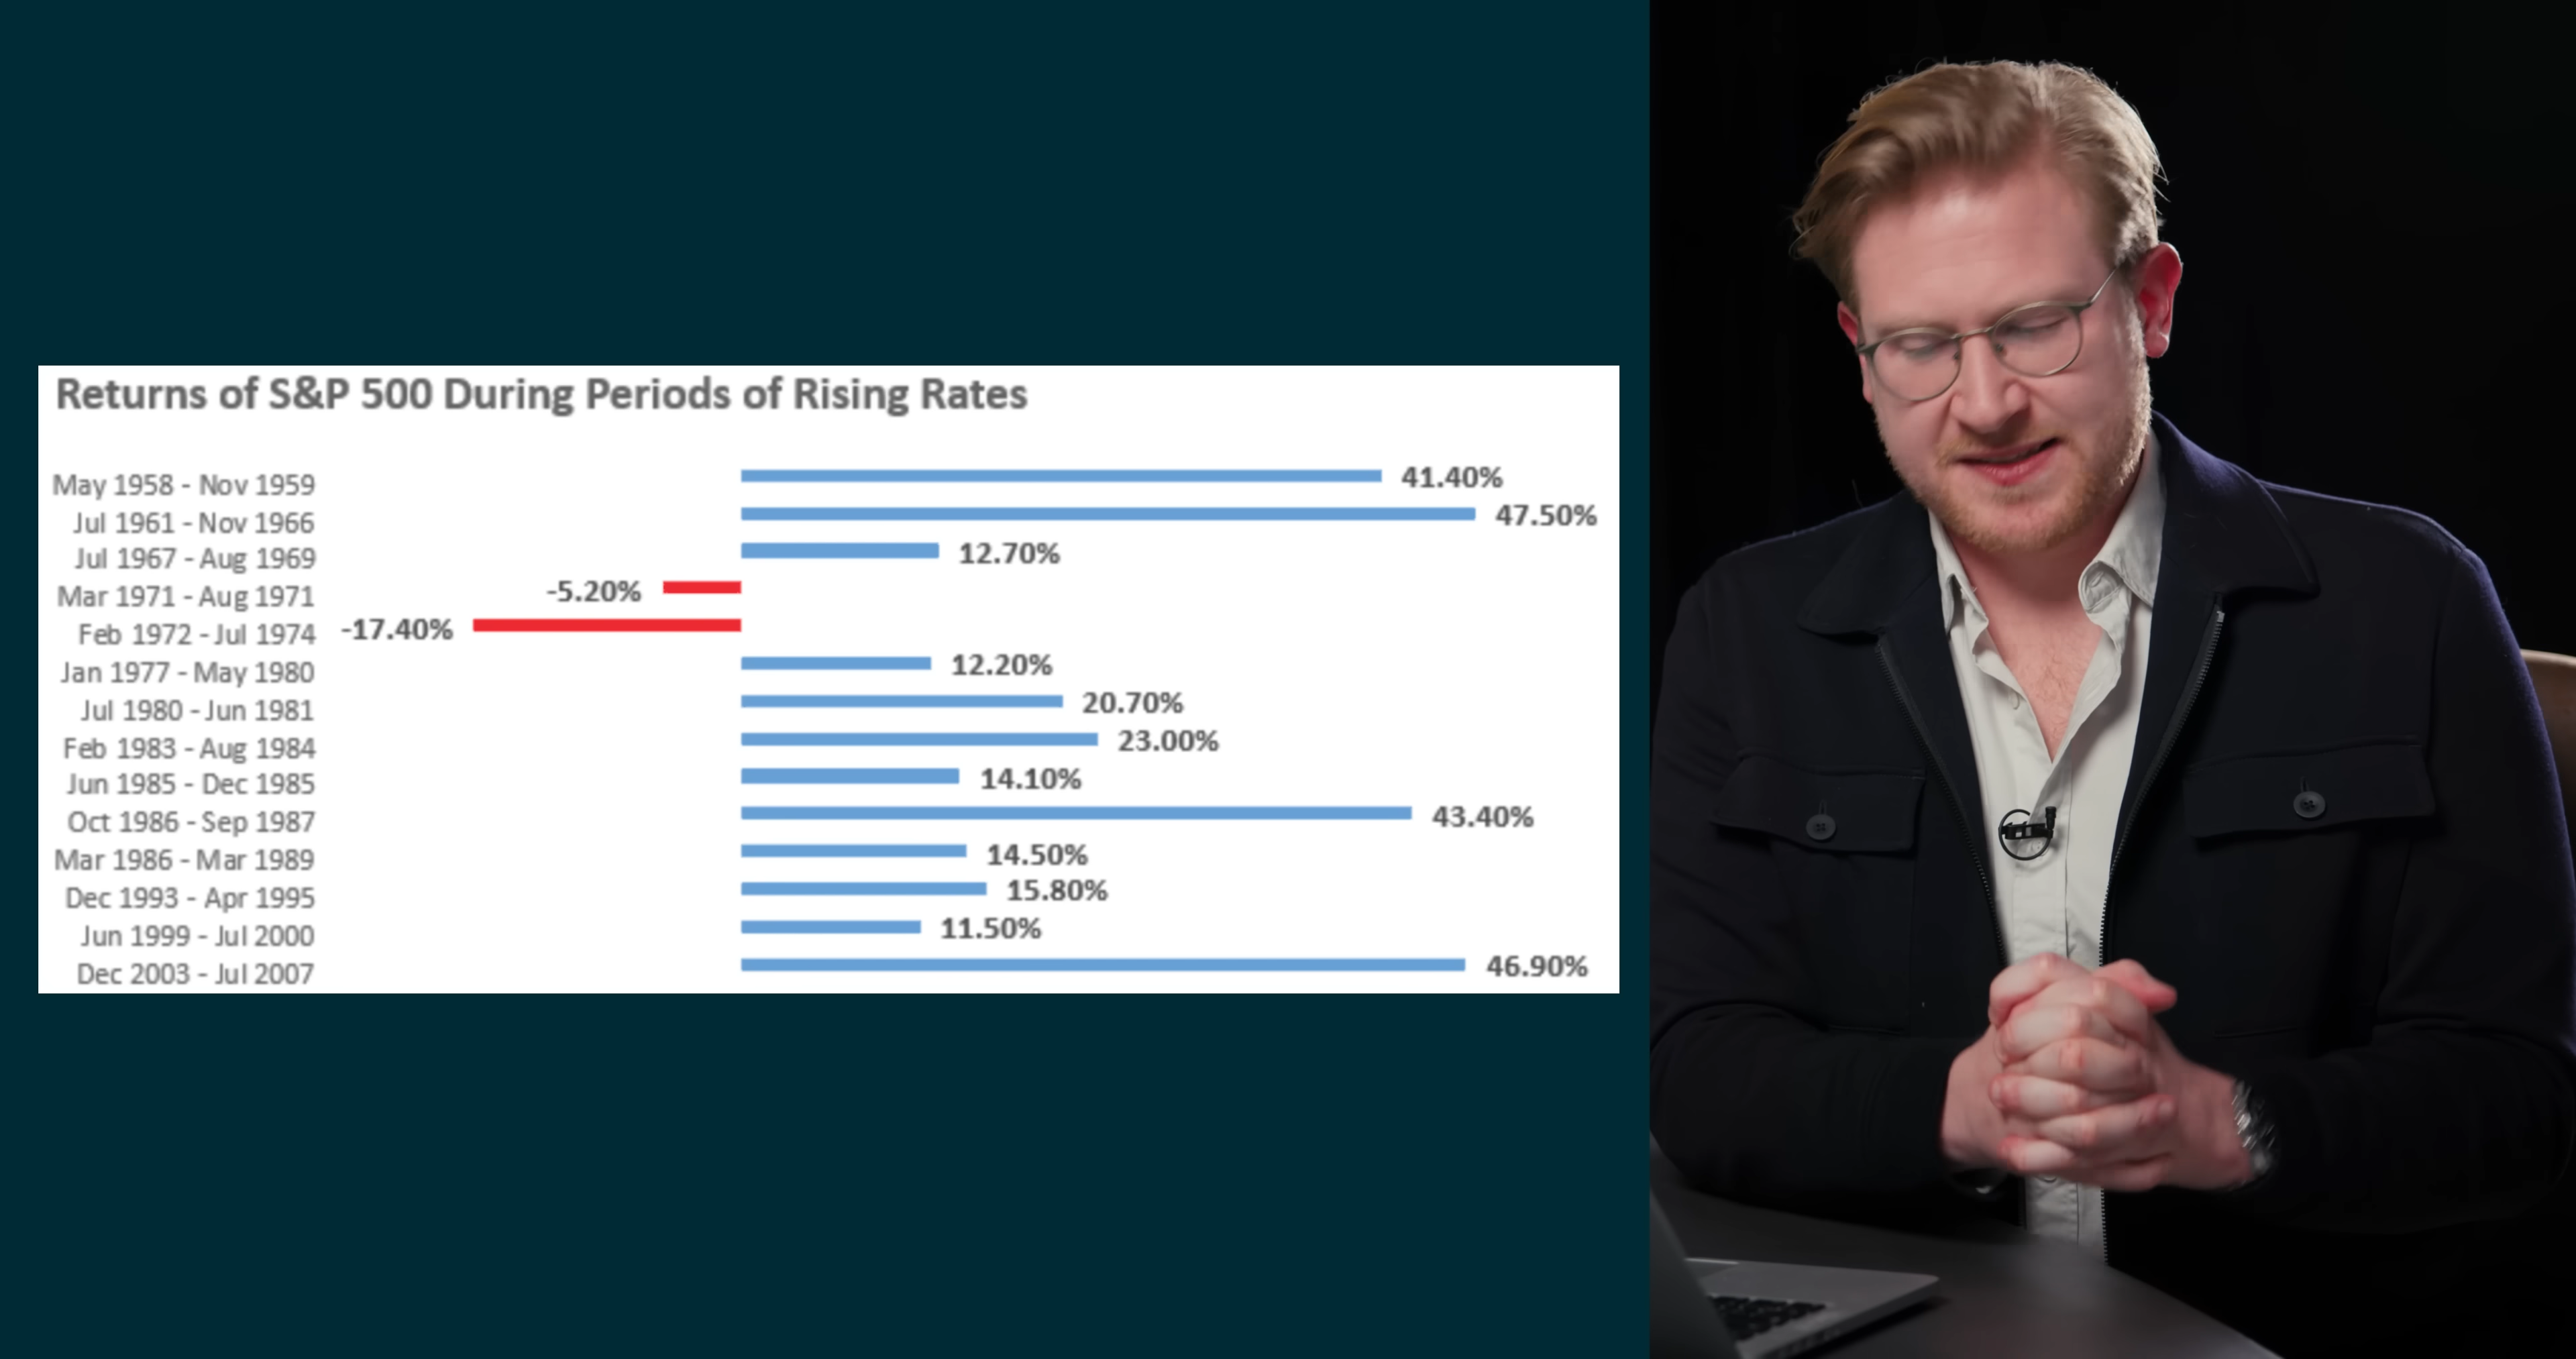 Returns of S&P 500 During Periods of Rising Rates
May 1958 - Nov 1959 41.40%
Jul 1961 - Nov 1966 47.50%
Jul 1967 - Aug 1969 12.70%
Mar 1971 - Aug 1971 -5.20%
Feb 1972 - Jul 1974 -17.40%
Jan 1977 - May 1980 12.20%
Jul 1980 - Jun 1981 20.70%
Feb 1983 - Aug 1984 23.00%
Jun 1985 - Dec 1985 14.10%
Oct 1986 - Sep 1987 43.40%
Mar 1986 - Mar 1989 14.50%
Dec 1993 - Apr 1995 15.80%
Jun 1999 - Jul 2000 11.50%
Dec 2003 - Jul 2007 46.90%